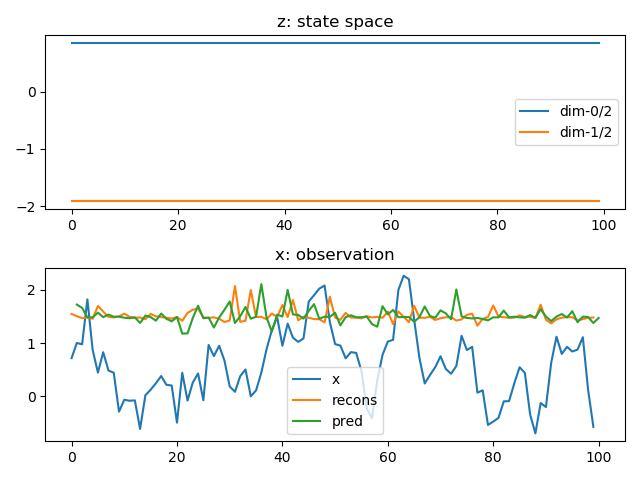 z: state space
0
−1
−2
dim-0/2
dim-1/2
0 20 40 60 80 100
x: observation
2
1
0
x
recons
pred
0 20 40 60 80 100